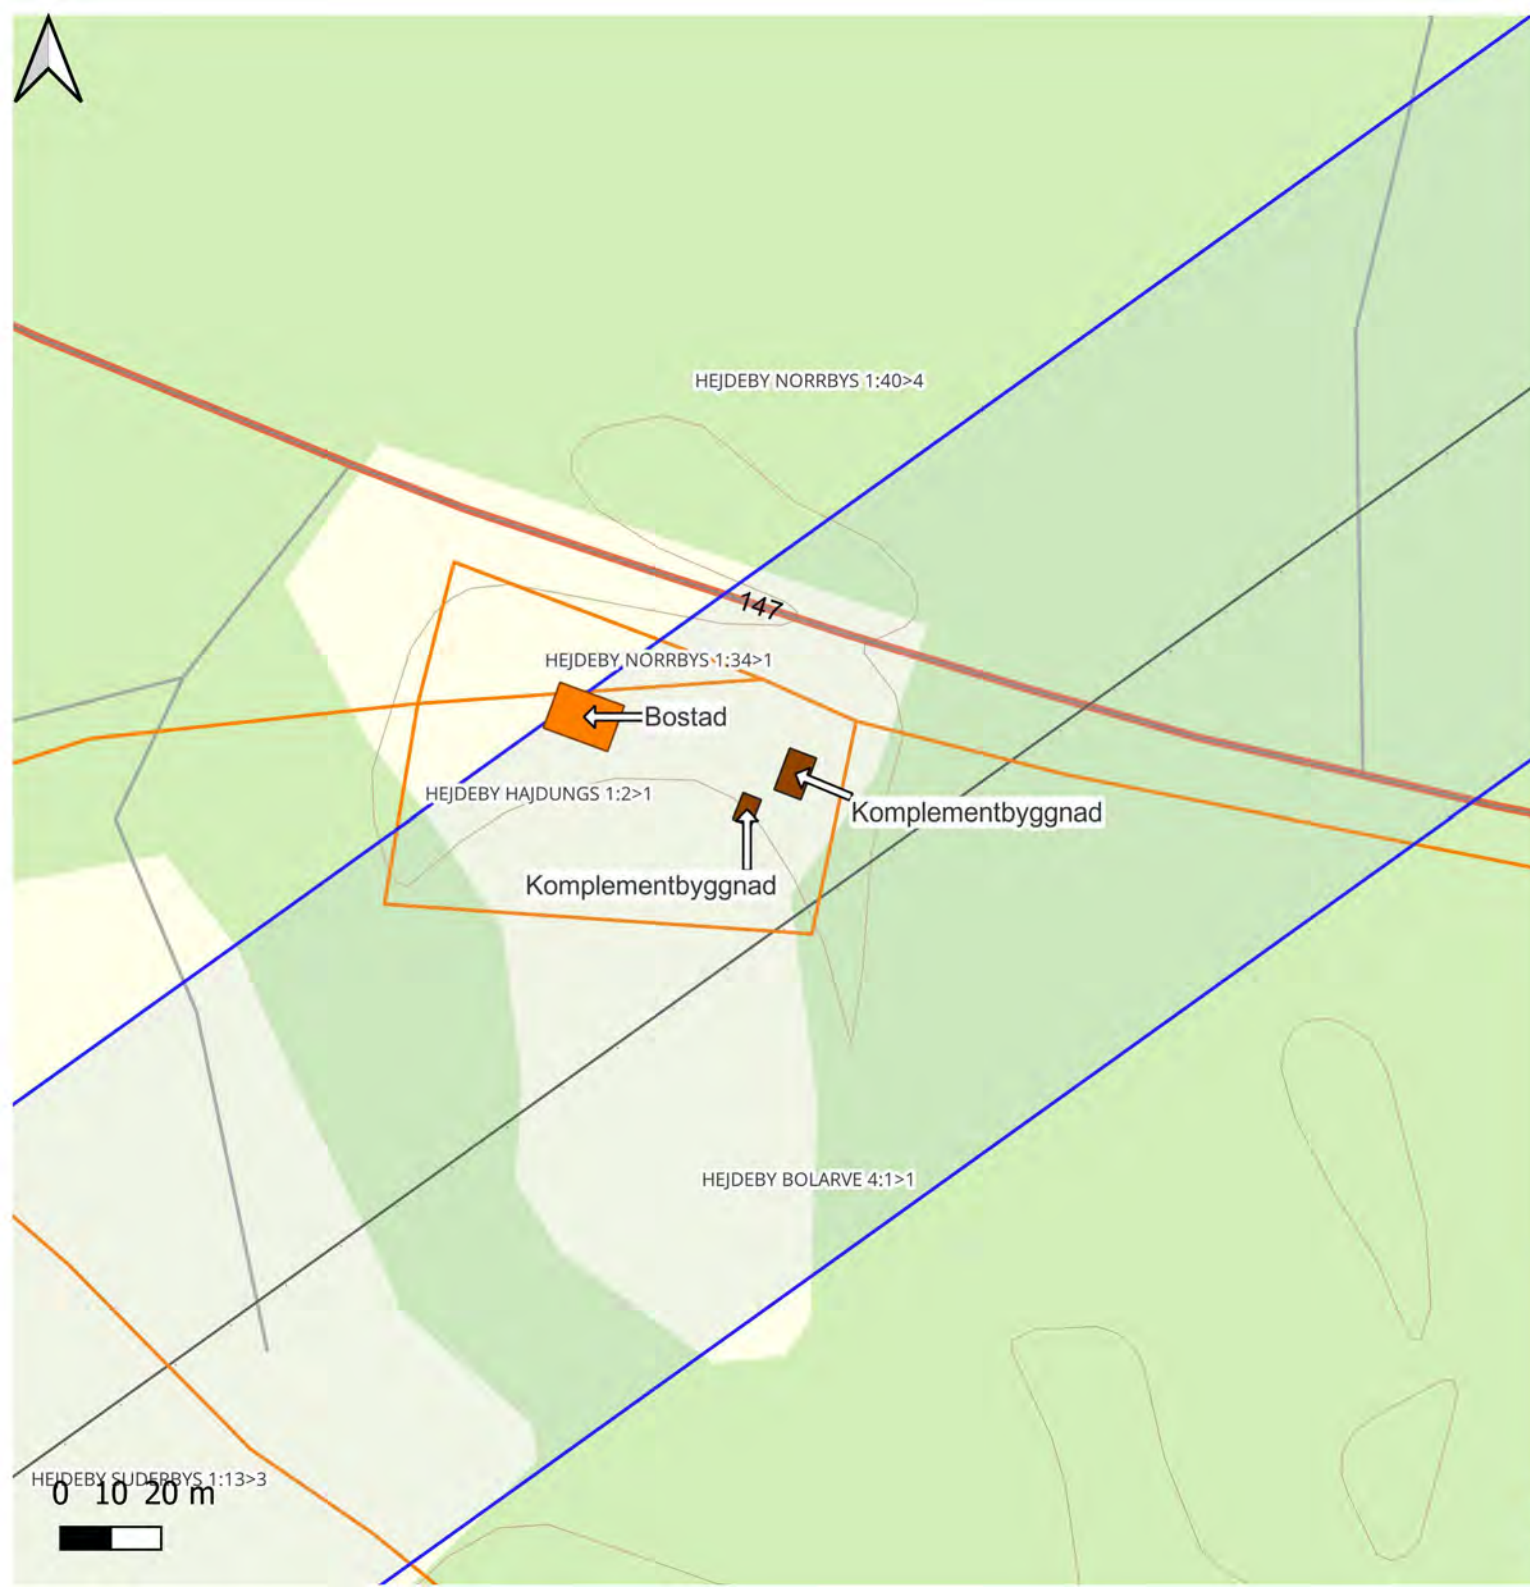 HEJDEBY NORRBYS 1:40>4
147
HEJDEBY NORRBYS 1:34>1
Bostad
HEJDEBY HAJDUNGS 1:2>1
Komplementbyggnad
Komplementbyggnad
HEJDEBY BOLARVE 4:1>1
HEJDEBY SUDERBYS 1:13>3
0 10 20 m